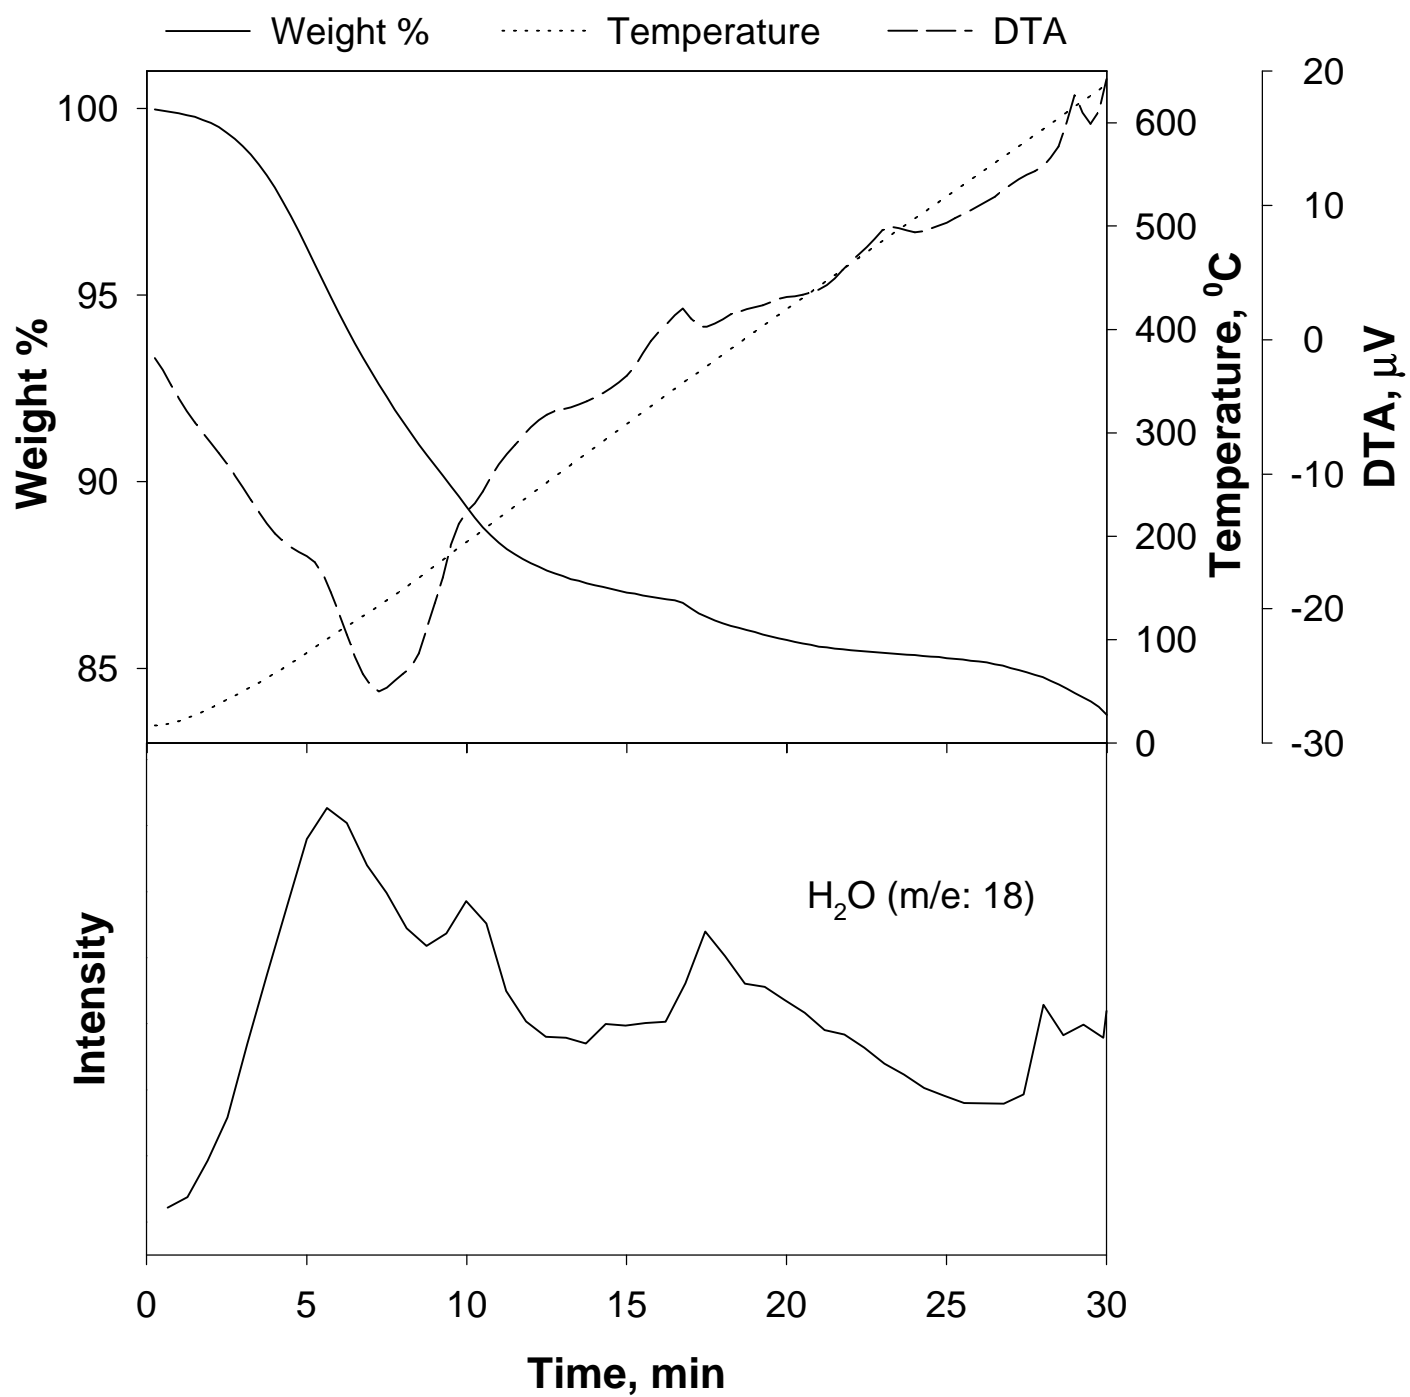 Weight % Temperature DTA
100
95
90
85
Weight %
600
500
400
300
200
100
0
Temperature, ⁰C
20
10
0
-10
-20
-30
DTA, μV
H₂O (m/e: 18)
Intensity
0 5 10 15 20 25 30
Time, min